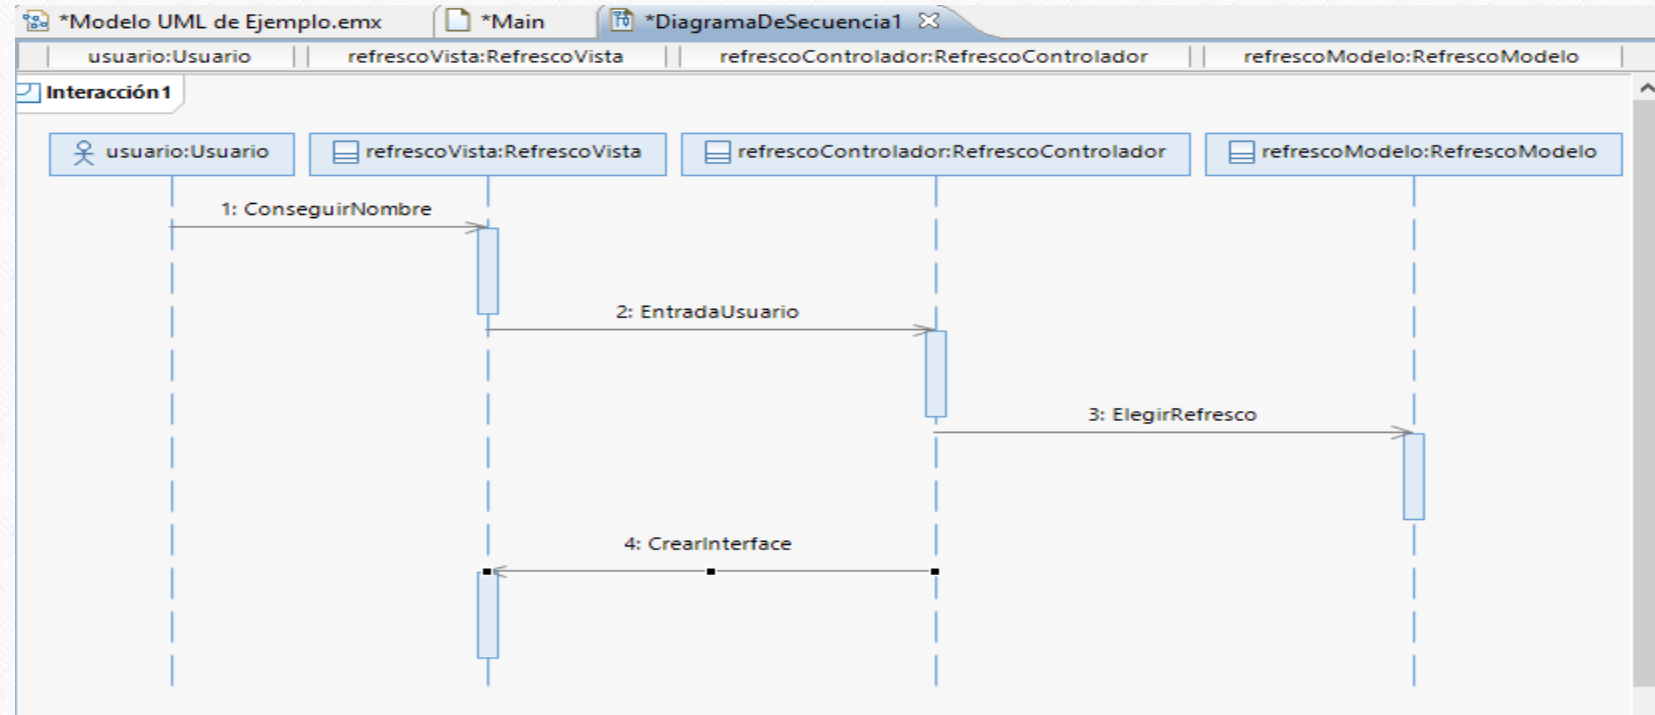 *Modelo UML de Ejemplo.emx *Main *DiagramaDeSecuencia1
usuario:Usuario refrescoVista:RefrescoVista refrescoControlador:RefrescoControlador refrescoModelo:RefrescoModelo
Interacción1
usuario:Usuario refrescoVista:RefrescoVista refrescoControlador:RefrescoControlador refrescoModelo:RefrescoModelo
1: ConseguirNombre
2: EntradaUsuario
3: ElegirRefresco
4: CrearInterface